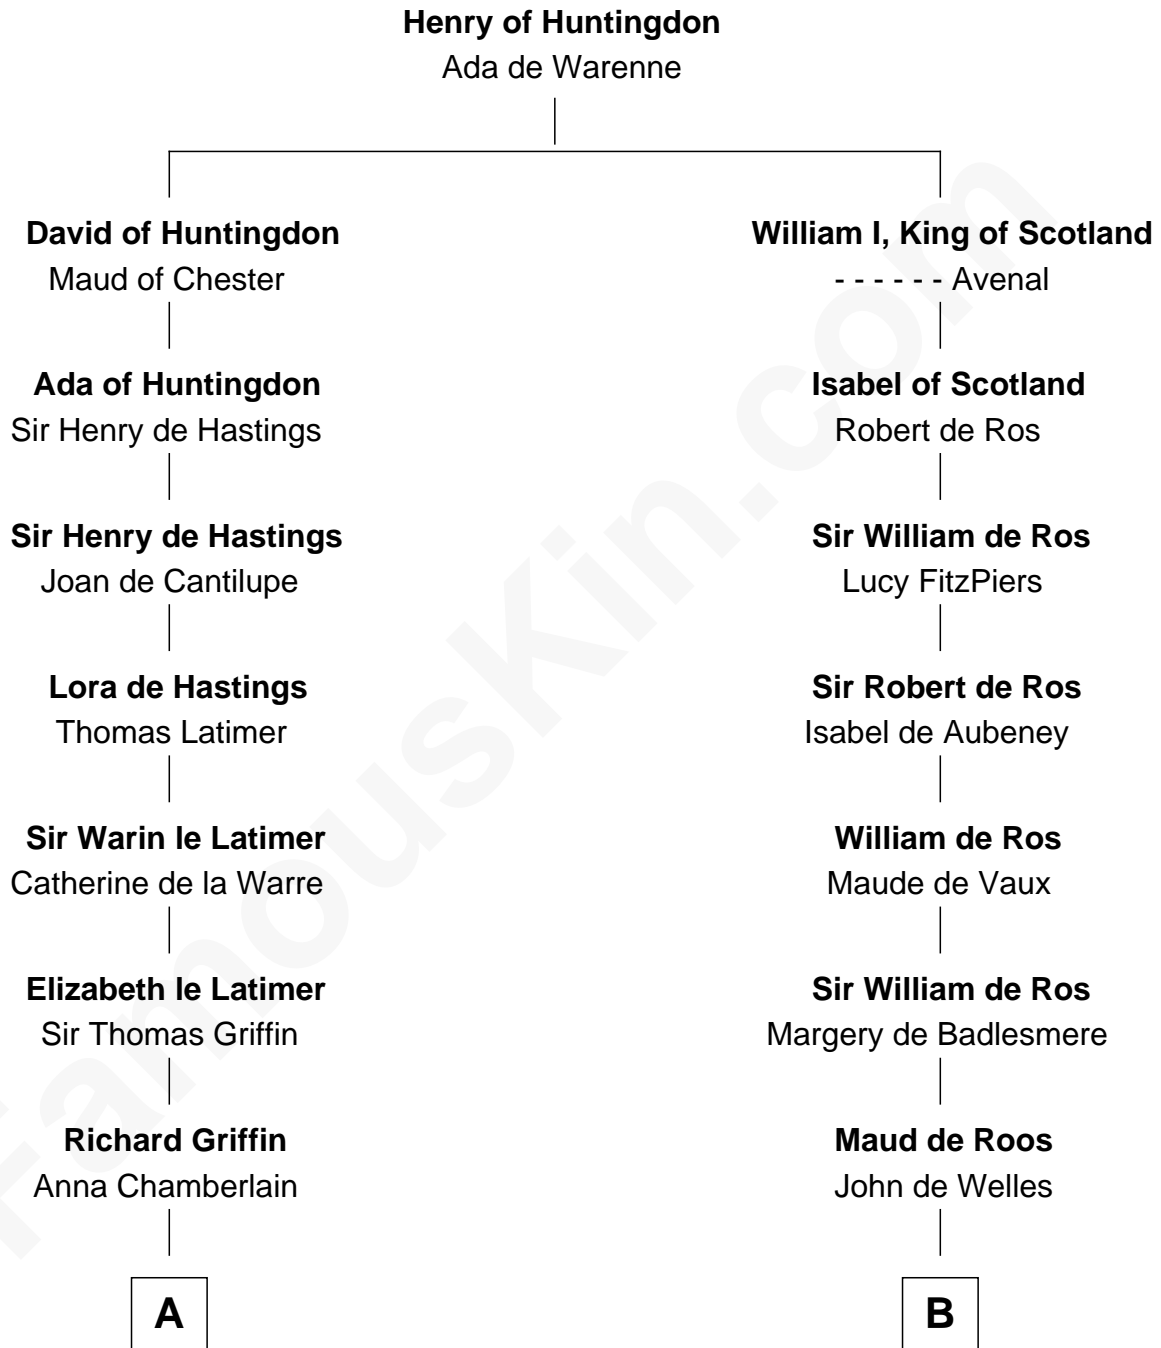 Henry of Huntingdon
Ada de Warenne
David of Huntingdon
Maud of Chester
William I, King of Scotland
- - - - - - Avenal
Ada of Huntingdon
Sir Henry de Hastings
Isabel of Scotland
Robert de Ros
Sir Henry de Hastings
Joan de Cantilupe
Sir William de Ros
Lucy FitzPiers
Lora de Hastings
Thomas Latimer
Sir Robert de Ros
Isabel de Aubeney
Sir Warin le Latimer
Catherine de la Warre
William de Ros
Maude de Vaux
Elizabeth le Latimer
Sir Thomas Griffin
Sir William de Ros
Margery de Badlesmere
Richard Griffin
Anna Chamberlain
Maud de Roos
John de Welles
A
B
FamousKin.com